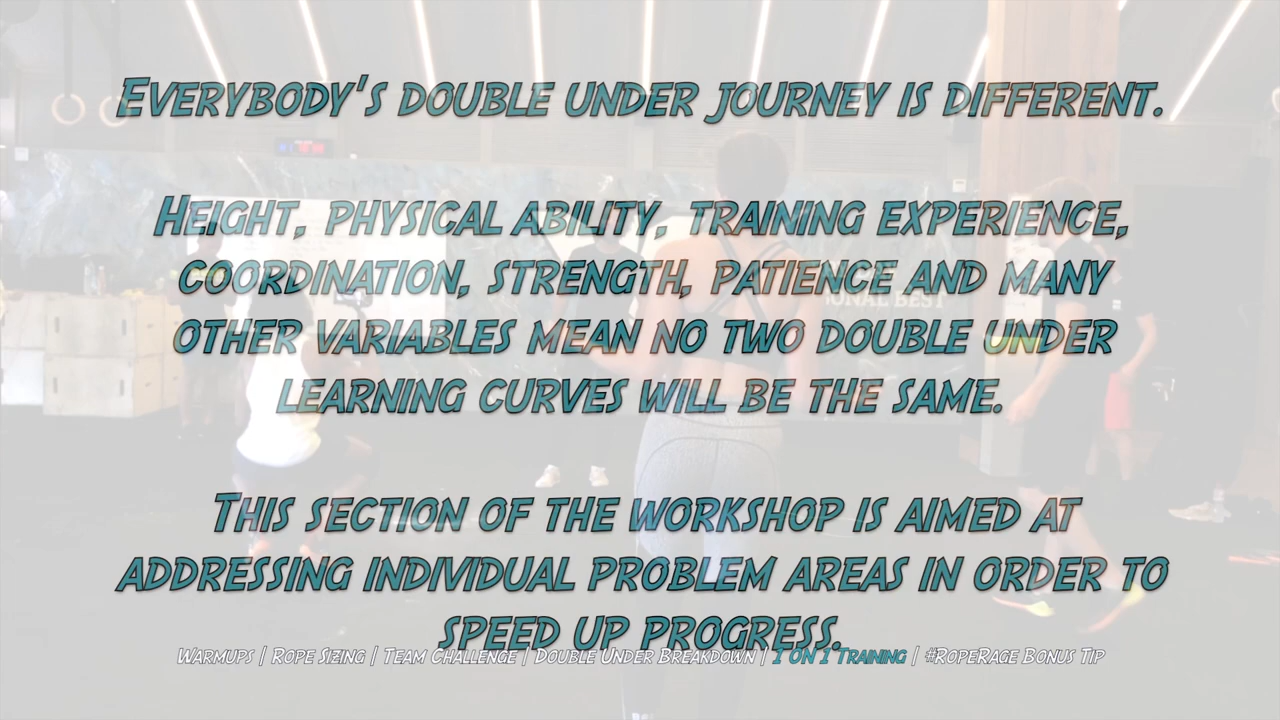 Everybody's double under journey is different.
Height, physical ability, training experience,
coordination, strength, patience and many
other variables mean no two double under
learning curves will be the same.
ONAL BEST
This section of the workshop is aimed at
addressing individual problem areas in order to
speed up progress.
Warmups | Rope Sizing | Team Challenge | Double Under Breakdown | 1 on 1 Training | #RopeRage Bonus Tip